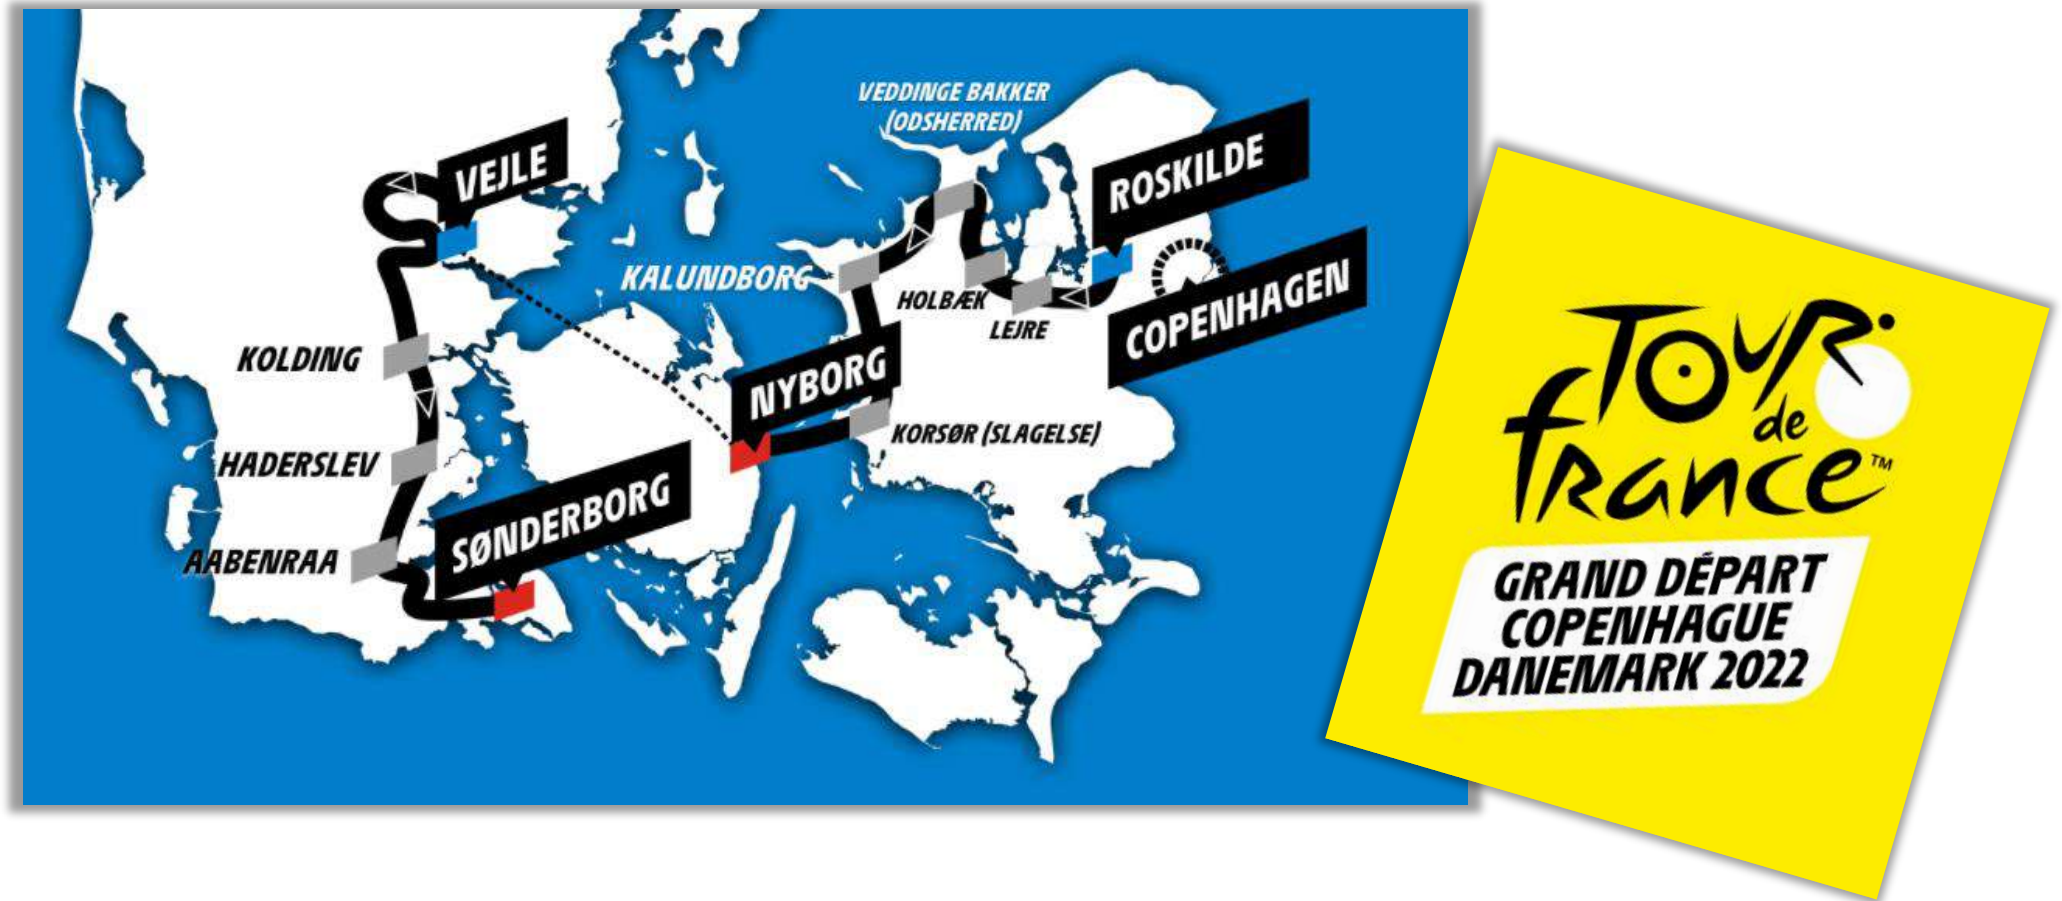 VEDDINGE BAKKER
(ODSHERRED)
VEJLE
ROSKILDE
KALUNDBORG
HOLBÆK
LEJRE
COPENHAGEN
KOLDING
NYBORG
KORSØR (SLAGELSE)
HADERSLEV
SØNDERBORG
AABENRAA
TOUR
de
france™
GRAND DÉPART
COPENHAGUE
DANEMARK 2022